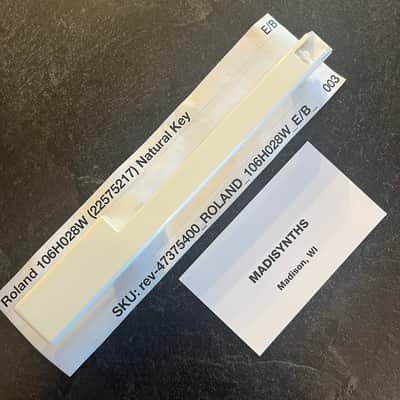 E/B
Roland 106H028W (22575217) Natural Key
SKU: rev-47375400_ROLAND_106H028W_E/B_ 003
MADISYNTHS
Madison, WI